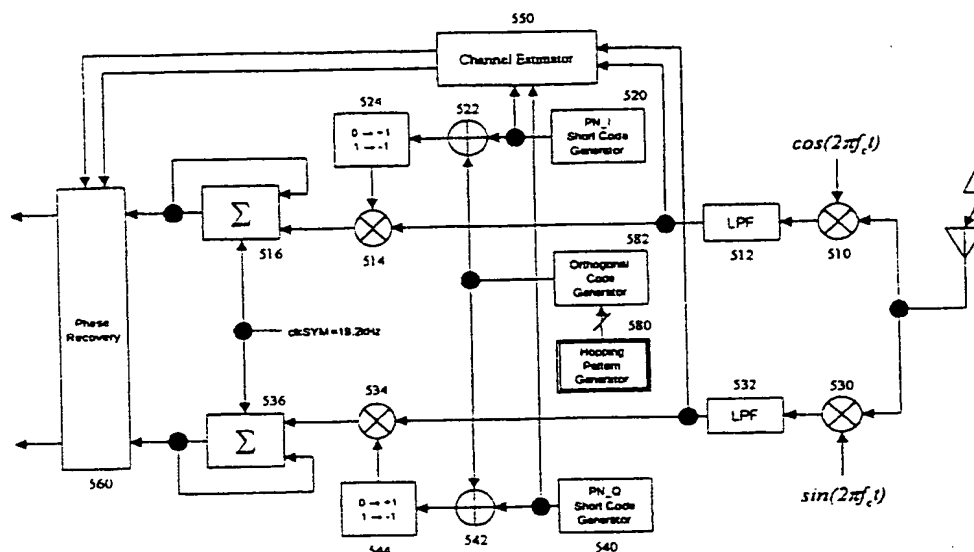 550
Channel Estimator
524
522
520
0 → +1
1 → -1
PN_I
Short Code
Generator
cos(2πf_c t)
Σ
516
514
582
LPF
512
510
Orthogonal
Code
Generator
580
Phase
Recovery
clkSYM=19.2kHz
Hopping
Pattern
Generator
536
534
532
530
Σ
LPF
560
0 → +1
1 → -1
PN_Q
Short Code
Generator
sin(2πf_c t)
544
542
540